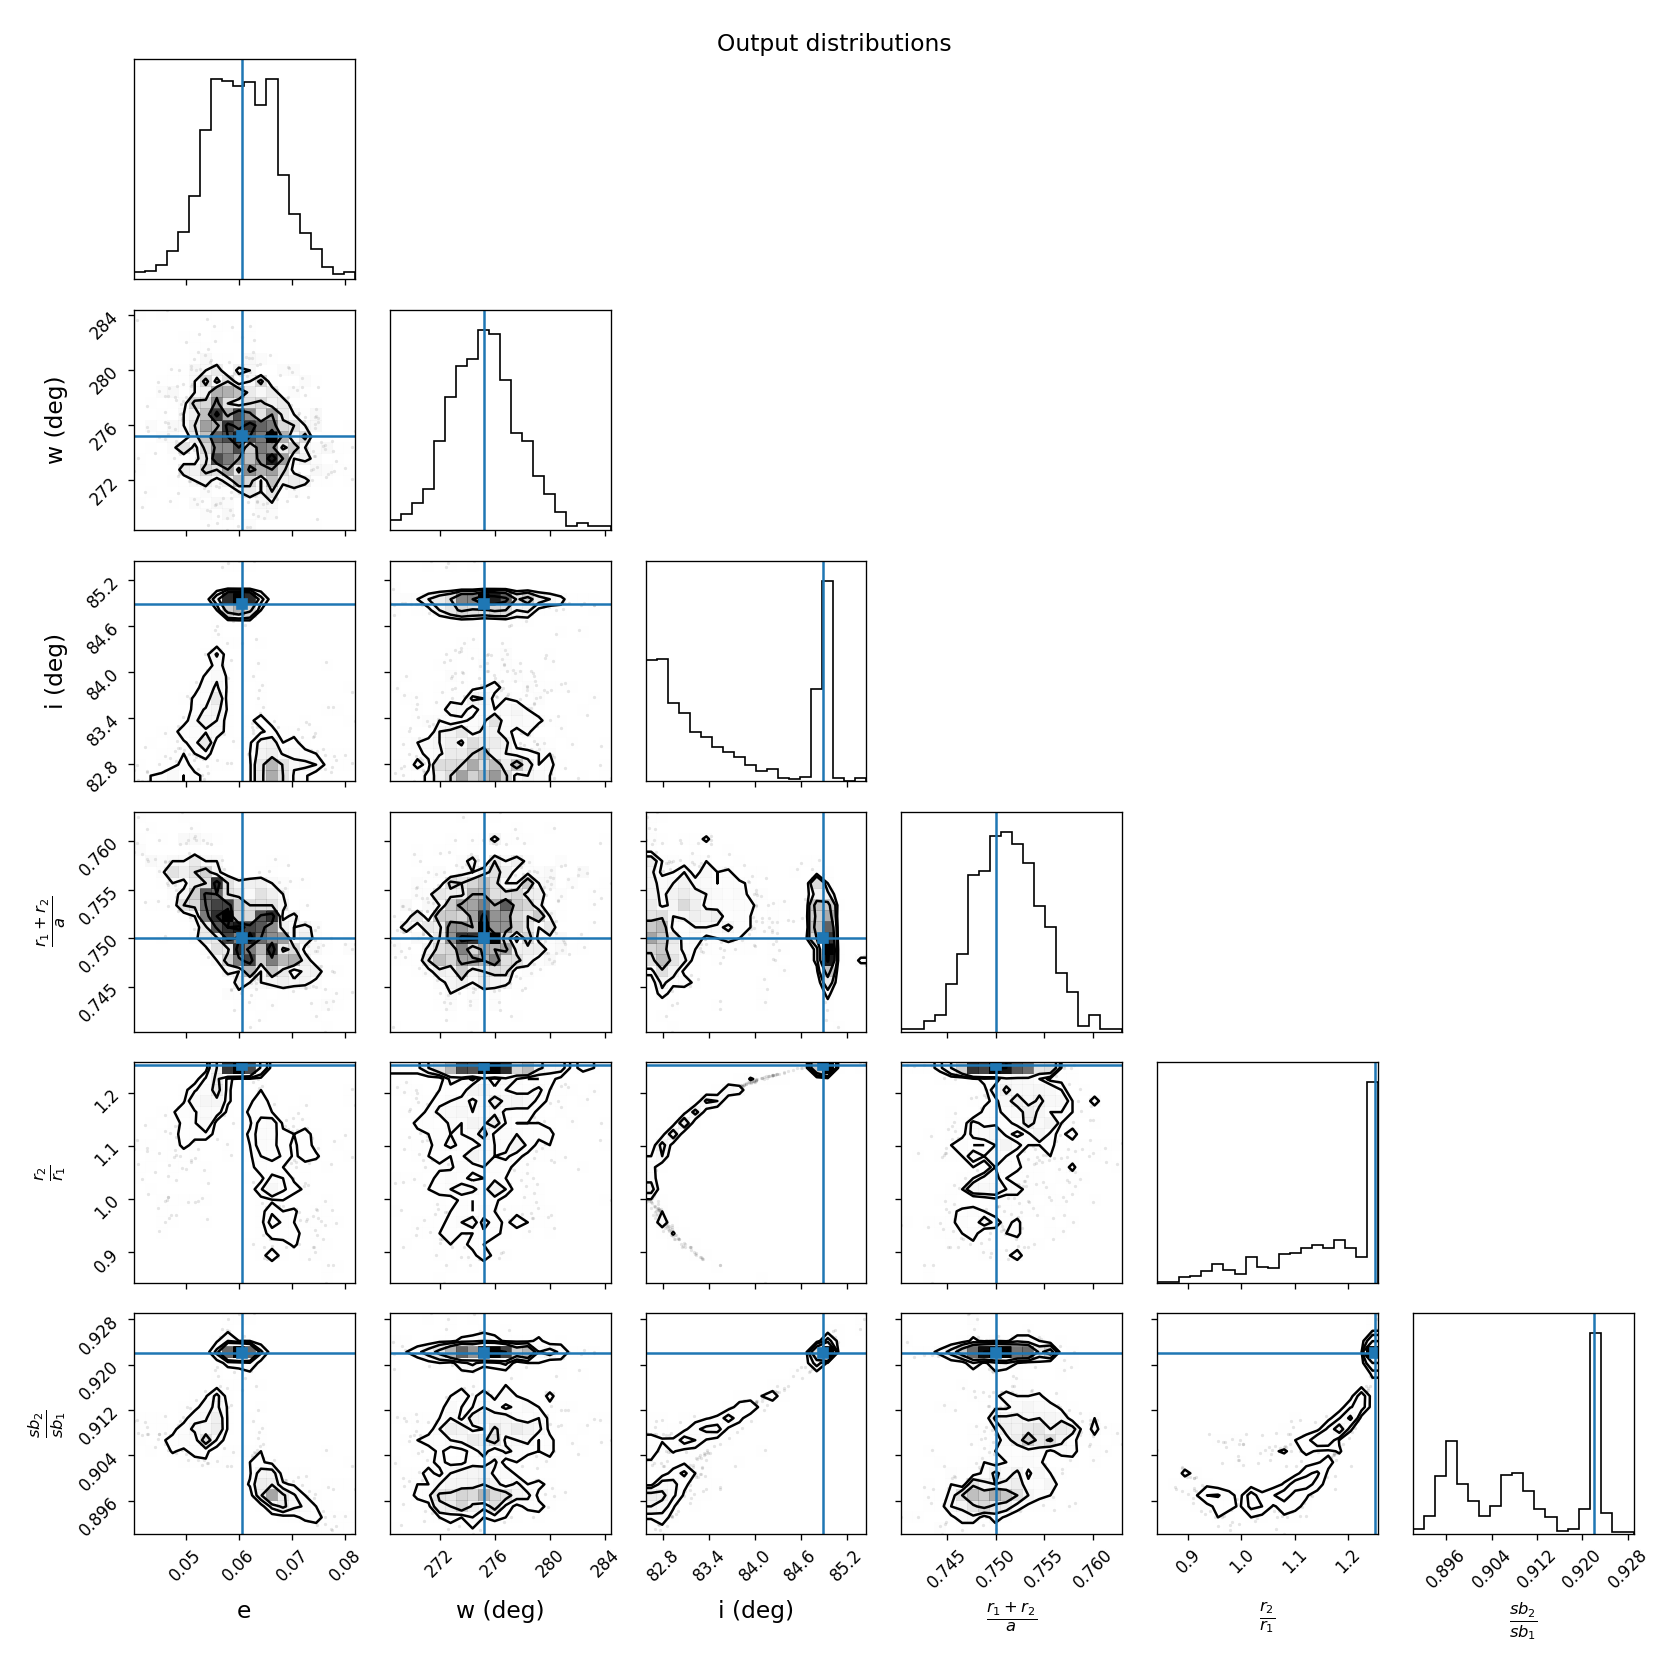 Output distributions
284
280
276
272
w (deg)
85.2
84.6
84.0
83.4
82.8
i (deg)
0.760
0.755
0.750
0.745
r₁ + r₂
a
1.2
1.1
1.0
0.9
r₂
r₁
0.928
0.920
0.912
0.904
0.896
sb₂
sb₁
0.05 0.06 0.07 0.08 272 276 280 284 82.8 83.4 84.0 84.6 85.2 0.745 0.750 0.755 0.760 0.9 1.0 1.1 1.2 0.896 0.904 0.912 0.920 0.928
e w (deg) i (deg) r₁ + r₂ r₂ sb₂
a r₁ sb₁